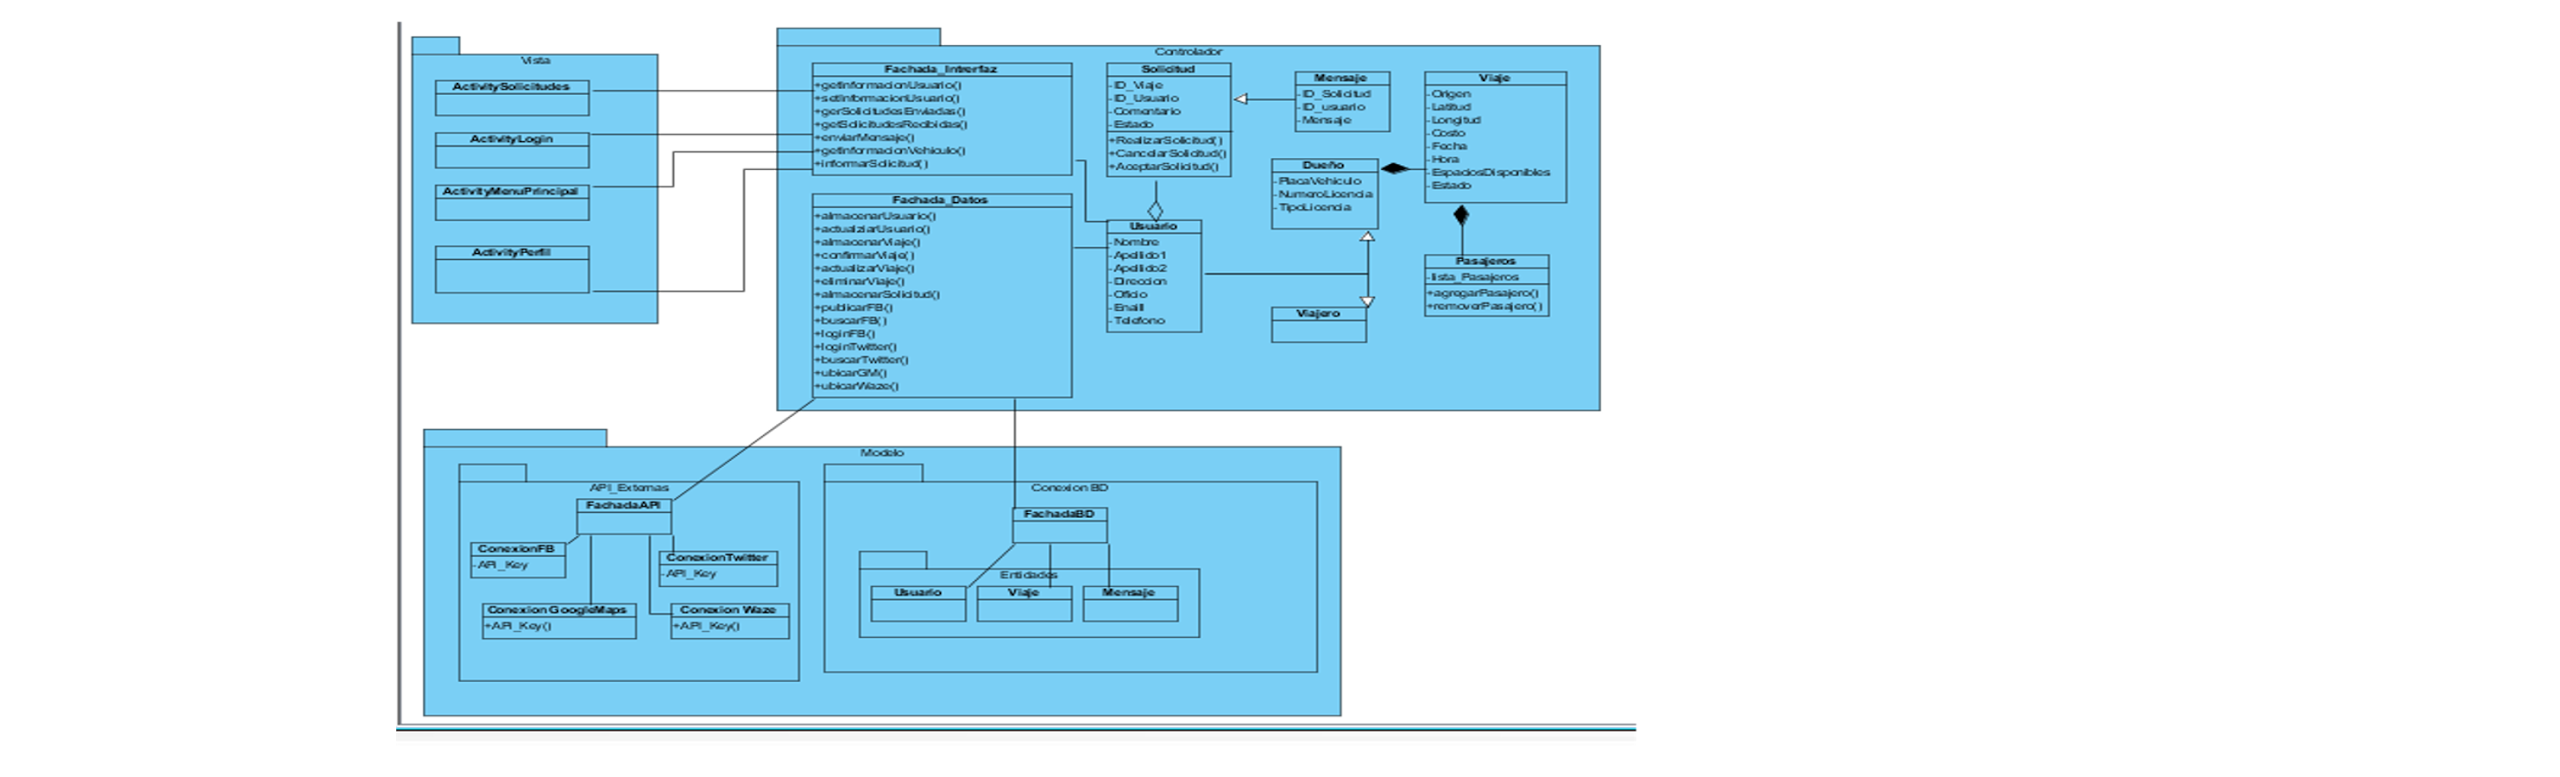 Vista
ActivitySolicitudes
ActivityLogin
ActivityMenuPrincipal
ActivityPerfil
Controlador
Fachada_Intrerfaz
+getInformacionUsuario()
+setInformacionUsuario()
+gerSolicitudesEnviadas()
+getSolicitudesRecibidas()
+enviarMensaje()
+getInformacionVehiculo()
+informarSolicitud()
Fachada_Datos
+almacenarUsuario()
+actualziarUsuario()
+almacenarViaje()
+confirmarViaje()
+actualizarViaje()
+eliminarViaje()
+almacenarSolicitud()
+publicarFB()
+buscarFB()
+loginFB()
+loginTwitter()
+buscarTwitter()
+ubicarGM()
+ubicarWaze()
Solicitud
-ID_Viaje
-ID_Usuario
-Comentario
-Estado
+RealizarSolicitud()
+CancelarSolicitud()
+AceptarSolicitud()
Usuario
-Nombre
-Apellido1
-Apellido2
-Direccion
-Oficio
-Email
-Telefono
Mensaje
-ID_Solicitud
-ID_usuario
-Mensaje
Dueño
-PlacaVehiculo
-NumeroLicencia
-TipoLicencia
Viajero
Viaje
-Origen
-Latitud
-Longitud
-Costo
-Fecha
-Hora
-EspaciosDisponibles
-Estado
Pasajeros
-lista_Pasajeros
+agregarPasajero()
+removerPasajero()
Modelo
API_Externas
FachadaAPI
ConexionFB
-API_Key
ConexionTwitter
-API_Key
Conexion GoogleMaps
+API_Key()
Conexion Waze
+API_Key()
Conexion BD
FachadaBD
Entidades
Usuario
Viaje
Mensaje